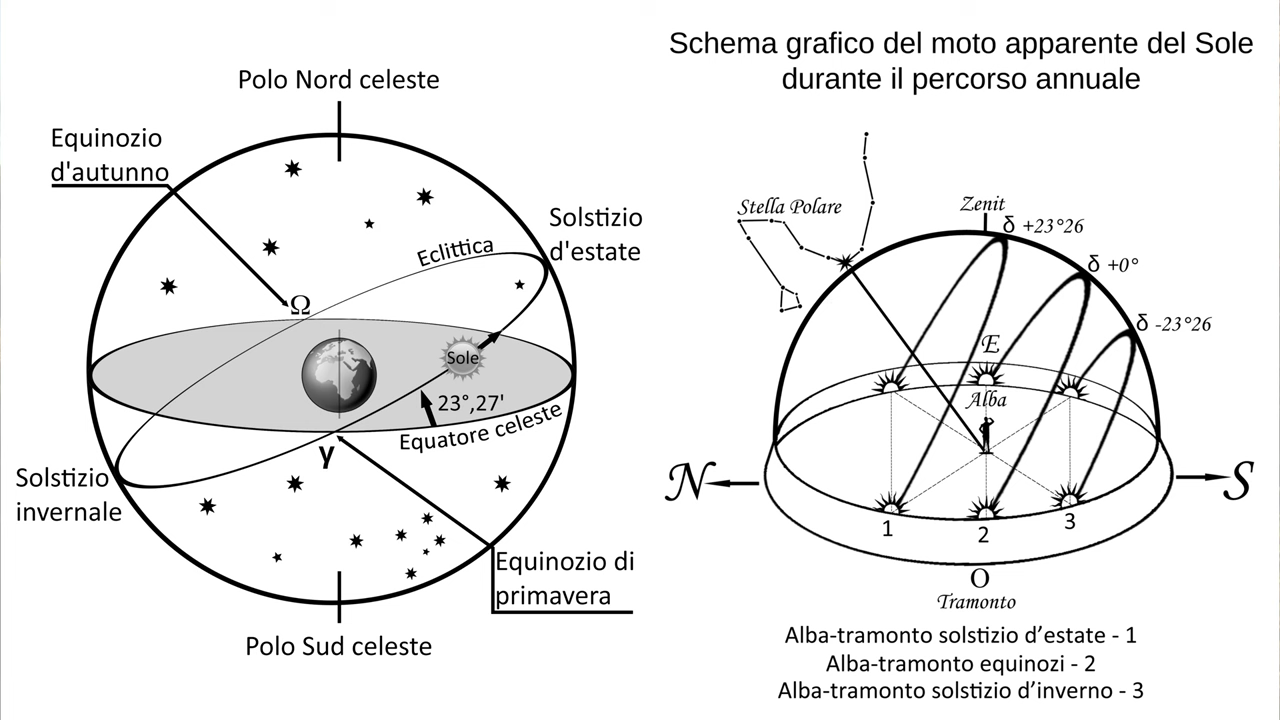 Polo Nord celeste
Equinozio
d'autunno
Solstizio
d'estate
Eclittica
Ω
Sole
23°,27'
Equatore celeste
γ
Solstizio
invernale
Equinozio di
primavera
Polo Sud celeste
Schema grafico del moto apparente del Sole
durante il percorso annuale
Stella Polare
Zenit
δ +23°26
δ +0°
δ -23°26
E
Alba
N
S
1
2
3
O
Tramonto
Alba-tramonto solstizio d’estate - 1
Alba-tramonto equinozi - 2
Alba-tramonto solstizio d’inverno - 3